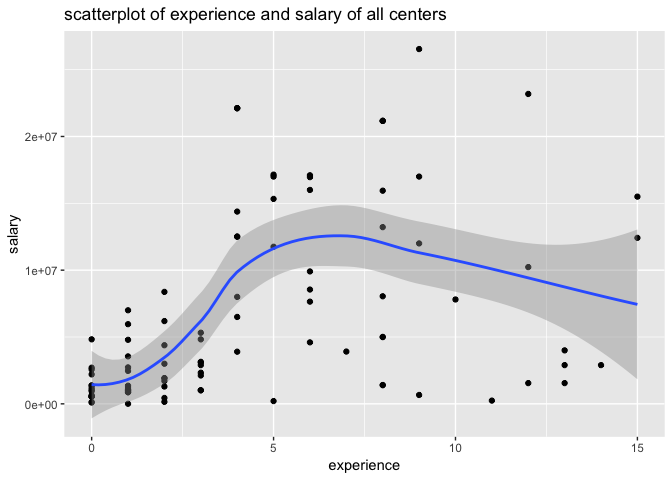 scatterplot of experience and salary of all centers
salary
2e+07
1e+07
0e+00
0 5 10 15
experience